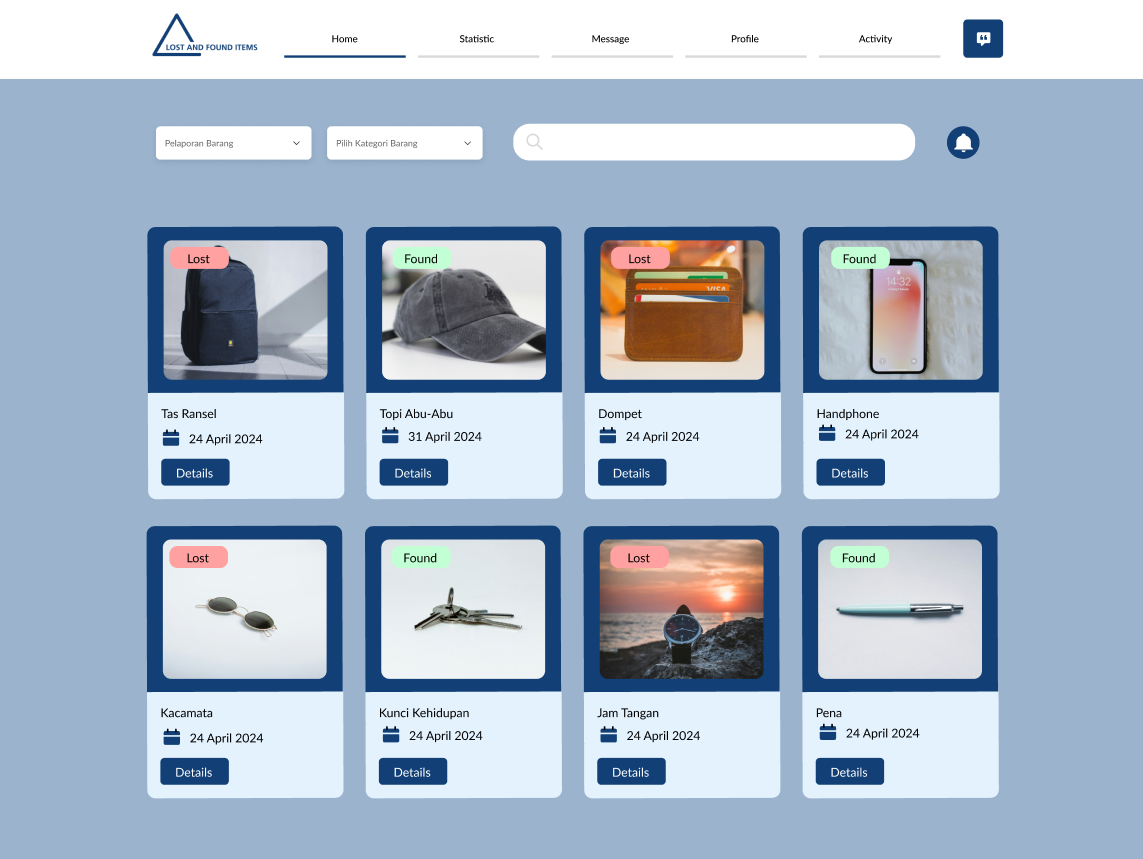 LOST AND FOUND ITEMS
Home
Statistic
Message
Profile
Activity
Pelaporan Barang
Pilih Kategori Barang
Lost
Found
Lost
VISA
Found
14:32
Tas Ransel
Topi Abu-Abu
Dompet
Handphone
24 April 2024
31 April 2024
24 April 2024
24 April 2024
Details
Details
Details
Details
Lost
Found
Lost
Found
Kacamata
Kunci Kehidupan
Jam Tangan
Pena
24 April 2024
24 April 2024
24 April 2024
24 April 2024
Details
Details
Details
Details